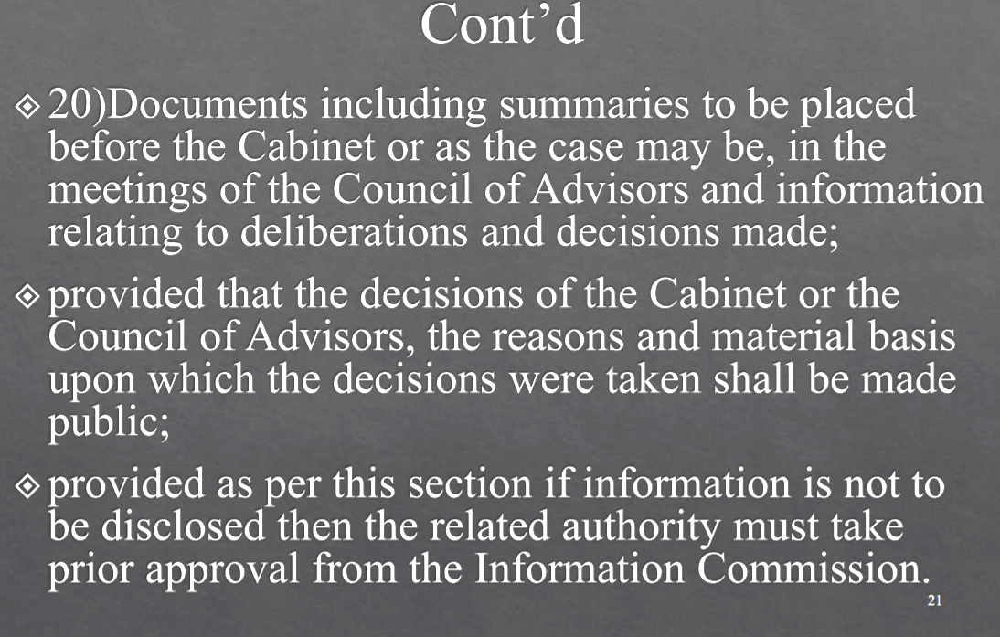 Cont’d
20)Documents including summaries to be placed
before the Cabinet or as the case may be, in the
meetings of the Council of Advisors and information
relating to deliberations and decisions made;
provided that the decisions of the Cabinet or the
Council of Advisors, the reasons and material basis
upon which the decisions were taken shall be made
public;
provided as per this section if information is not to
be disclosed then the related authority must take
prior approval from the Information Commission.
21